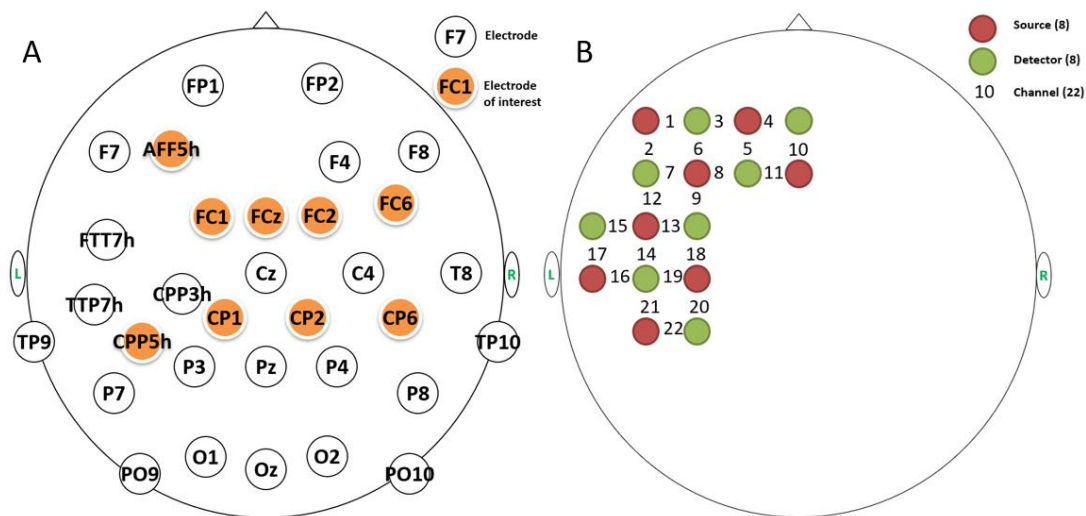 A
F7 Electrode
FC1 Electrode
of interest
FP1 FP2
F7 AFF5h F4 F8
FC1 FCz FC2 FC6
FTT7h
L Cz C4 T8 R
TTP7h CPP3h
CP1 CP2 CP6
TP9 CPP5h TP10
P3 Pz P4
P7 P8
O1 Oz O2
PO9 PO10
B
Source (8)
Detector (8)
10 Channel (22)
1 3 4
2 6 5 10
7 8 11
12 9
15 13
L 17 14 18 R
16 19
21 20
22